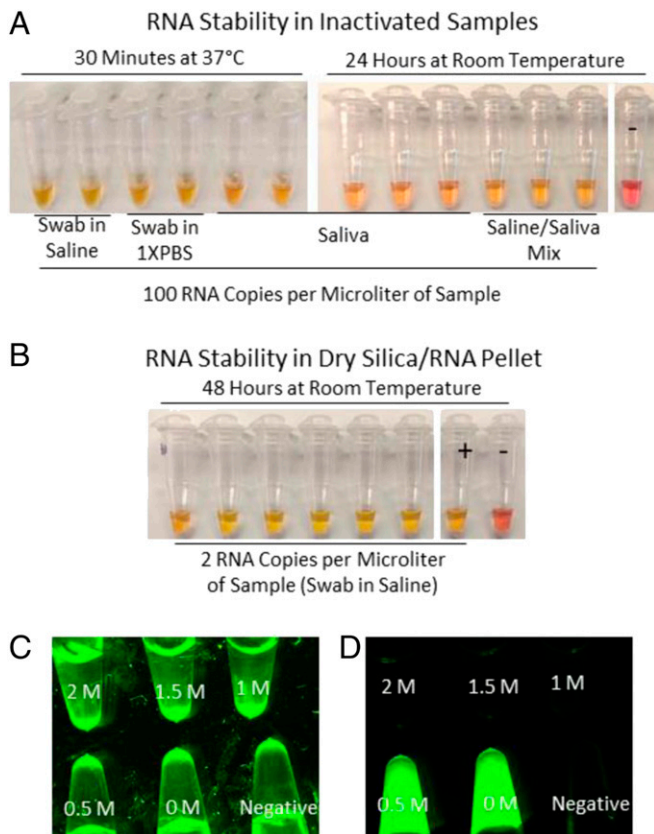 A
RNA Stability in Inactivated Samples
30 Minutes at 37°C
24 Hours at Room Temperature
-
Swab in
Saline
Swab in
1XPBS
Saliva
Saline/Saliva
Mix
100 RNA Copies per Microliter of Sample
B
RNA Stability in Dry Silica/RNA Pellet
48 Hours at Room Temperature
+
-
2 RNA Copies per Microliter
of Sample (Swab in Saline)
C
2 M
1.5 M
1 M
0.5 M
0 M
Negative
D
2 M
1.5 M
1 M
0.5 M
0 M
Negative